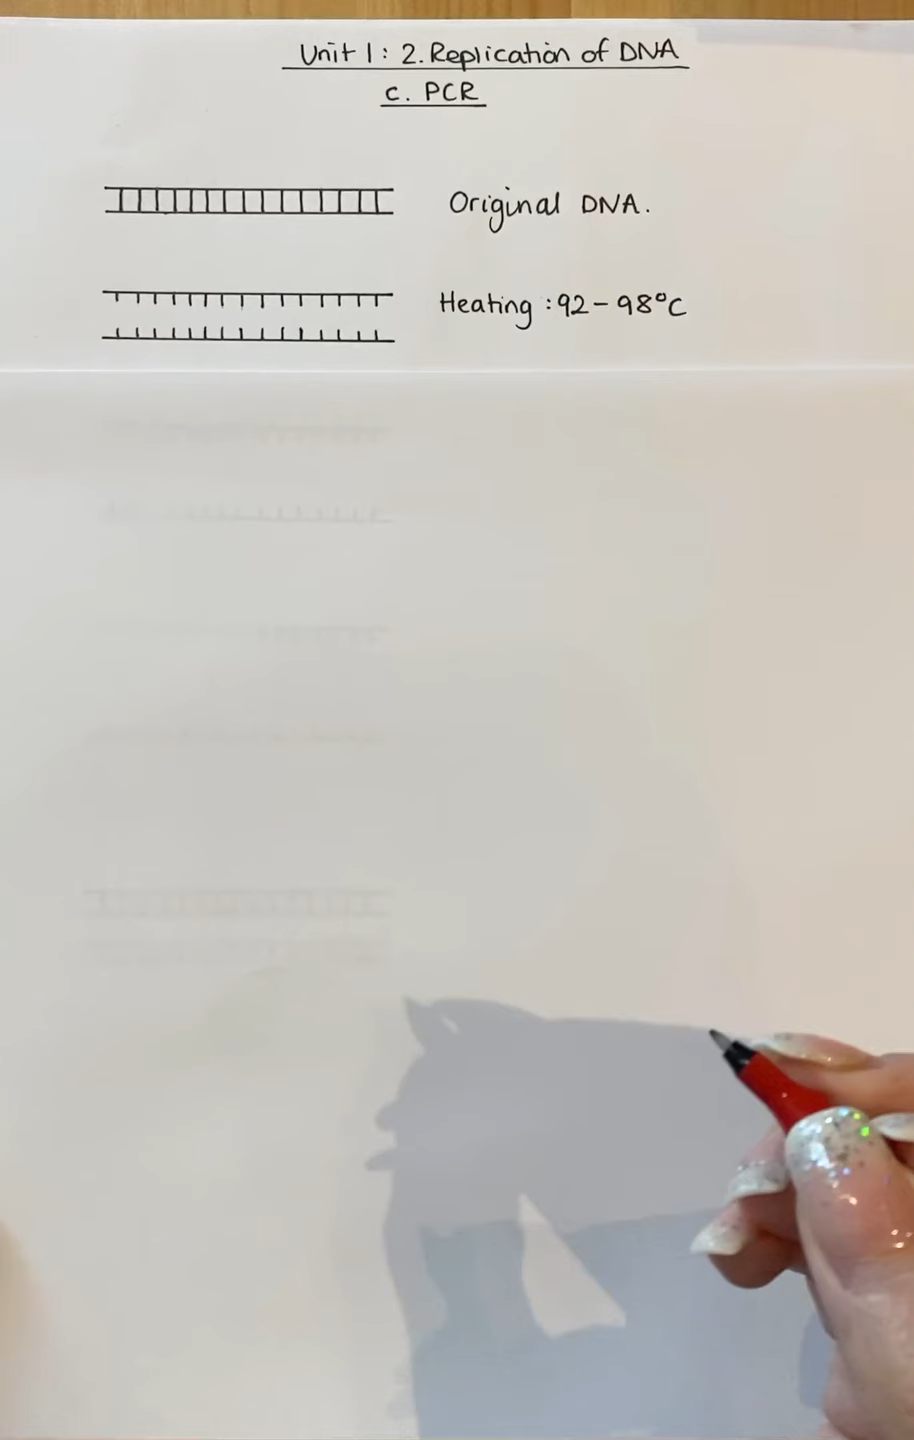 Unit 1: 2. Replication of DNA
c. PCR
Original DNA.
Heating: 92-98°C